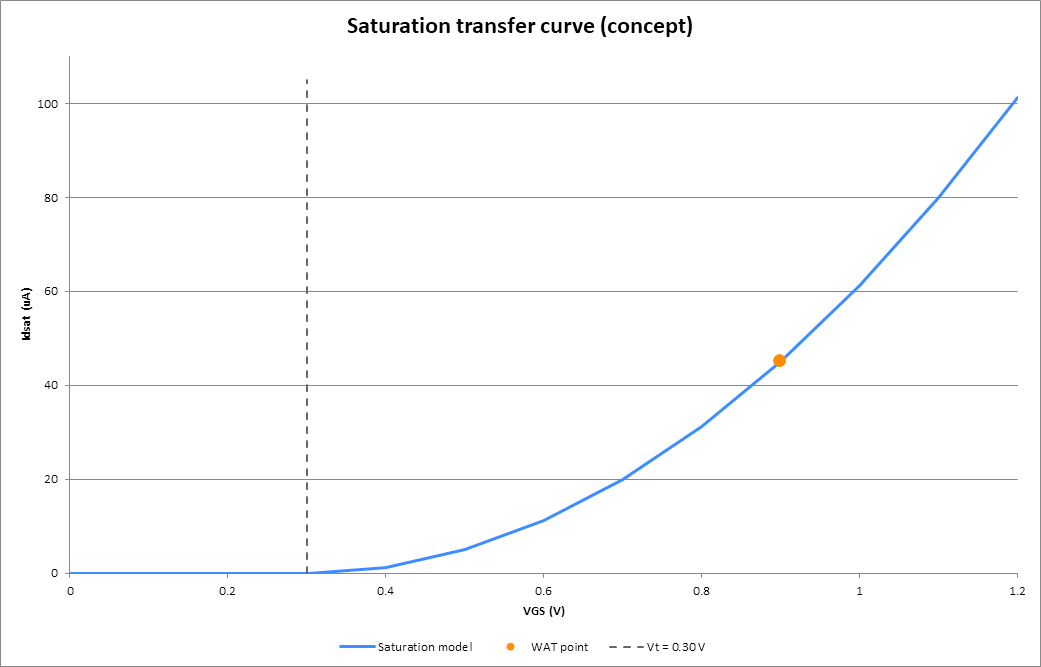 Saturation transfer curve (concept)
100
80
60
40
20
0
Idsat (uA)
0 0.2 0.4 0.6 0.8 1 1.2
VGS (V)
Saturation model WAT point Vt = 0.30 V